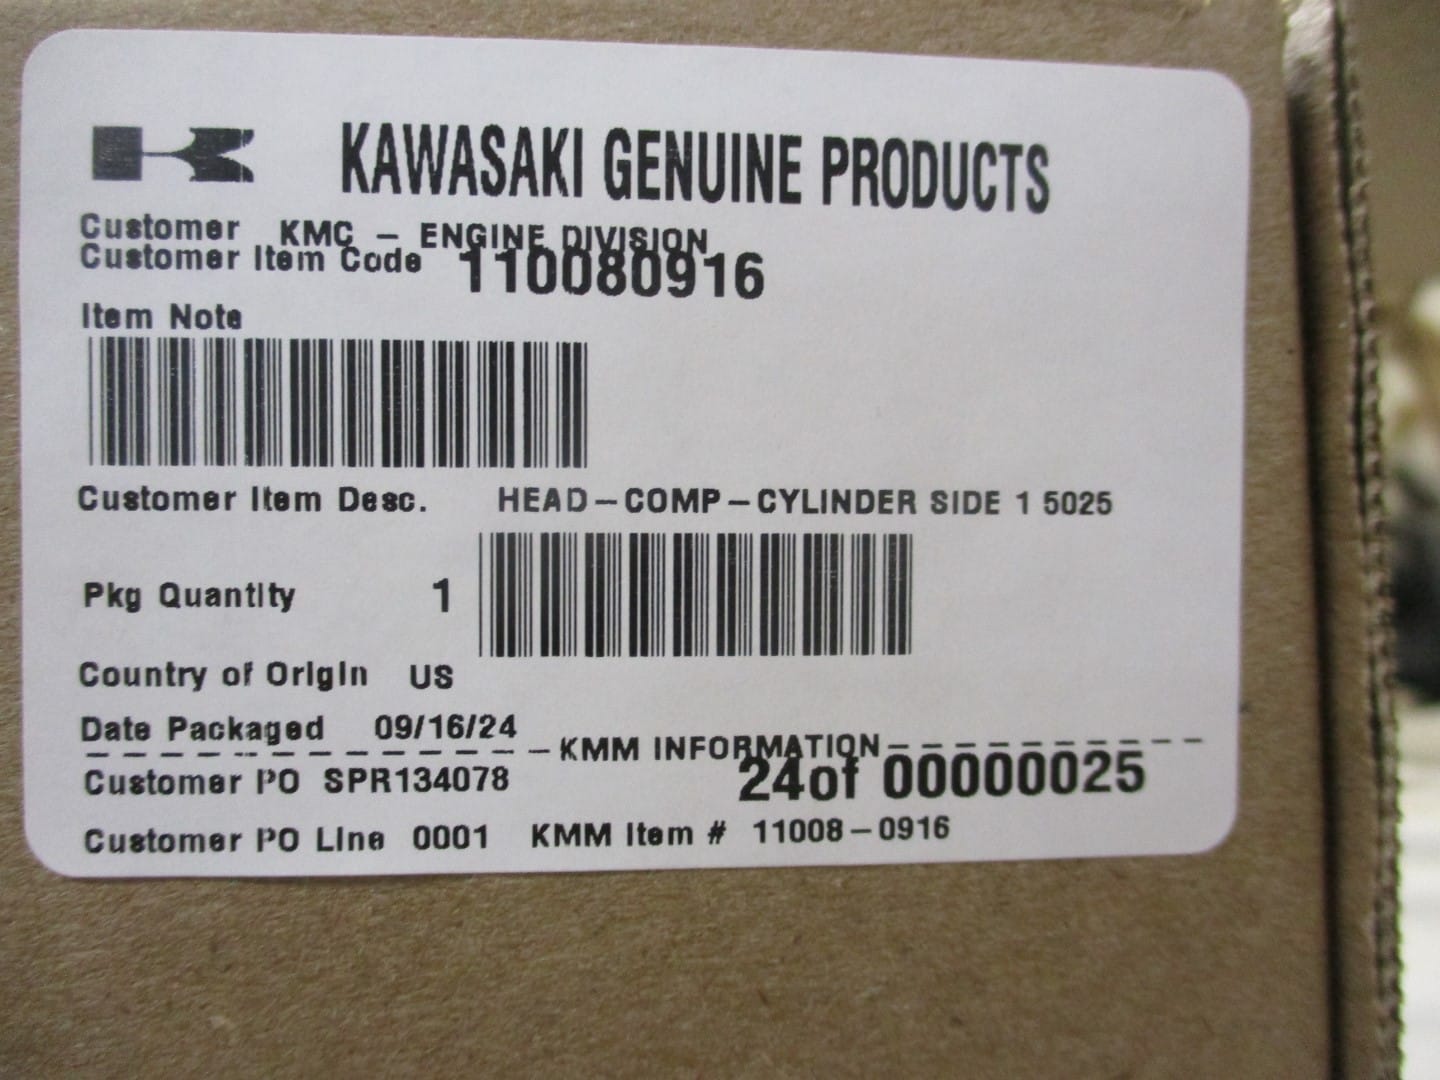 KAWASAKI GENUINE PRODUCTS
Customer KMC - ENGINE DIVISION
Customer Item Code 110080916
Item Note
Customer Item Desc. HEAD-COMP-CYLINDER SIDE 1 5025
Pkg Quantity 1
Country of Origin US
Date Packaged 09/16/24
KMM INFORMATION
24of 00000025
Customer PO SPR134078
Customer PO Line 0001 KMM Item # 11008-0916